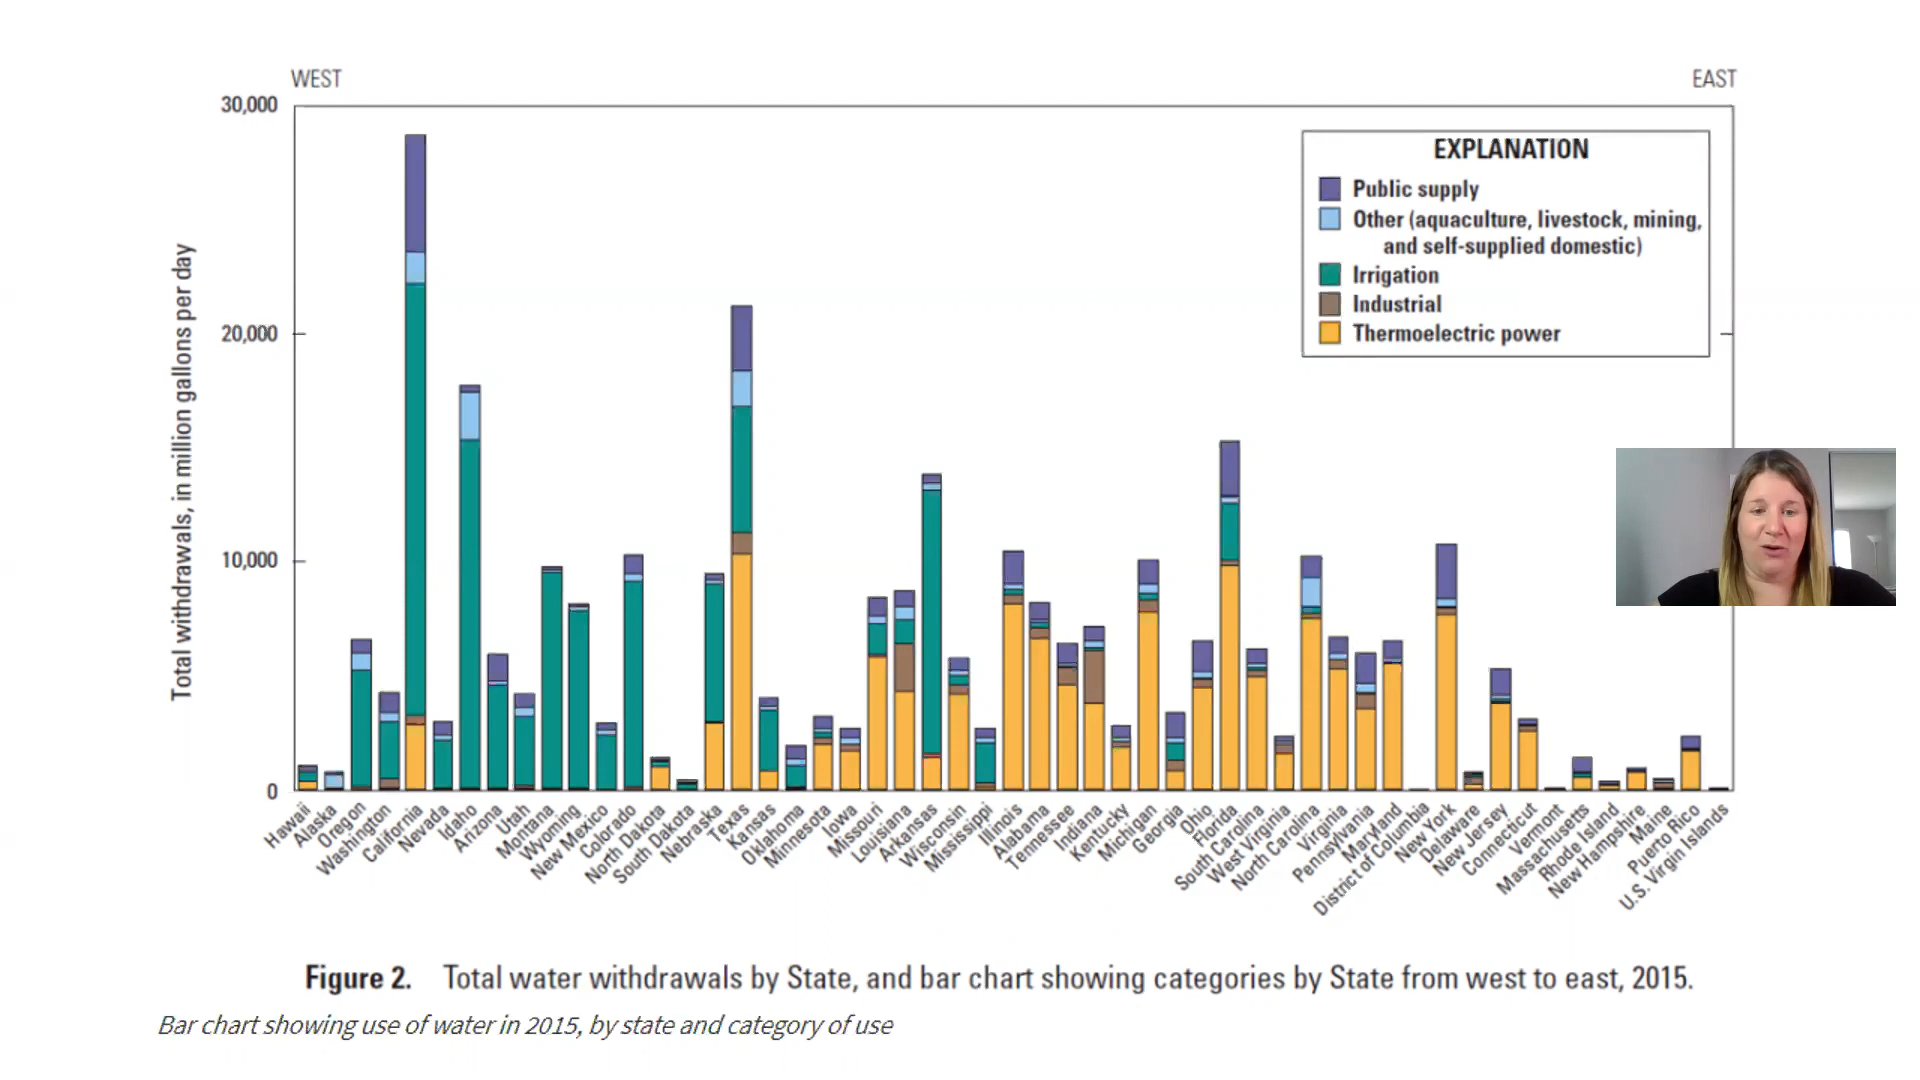 WEST
EAST
30,000
20,000
10,000
0
Total withdrawals, in million gallons per day
EXPLANATION
Public supply
Other (aquaculture, livestock, mining,
and self-supplied domestic)
Irrigation
Industrial
Thermoelectric power
Hawaii
Alaska
Oregon
Washington
California
Nevada
Idaho
Arizona
Utah
Montana
Wyoming
New Mexico
Colorado
North Dakota
South Dakota
Nebraska
Texas
Kansas
Oklahoma
Minnesota
Iowa
Missouri
Louisiana
Arkansas
Wisconsin
Mississippi
Illinois
Alabama
Tennessee
Indiana
Kentucky
Michigan
Georgia
Ohio
Florida
South Carolina
West Virginia
North Carolina
Virginia
Pennsylvania
Maryland
District of Columbia
New York
Delaware
New Jersey
Connecticut
Vermont
Massachusetts
Rhode Island
New Hampshire
Maine
Puerto Rico
U.S. Virgin Islands
Figure 2. Total water withdrawals by State, and bar chart showing categories by State from west to east, 2015.
Bar chart showing use of water in 2015, by state and category of use